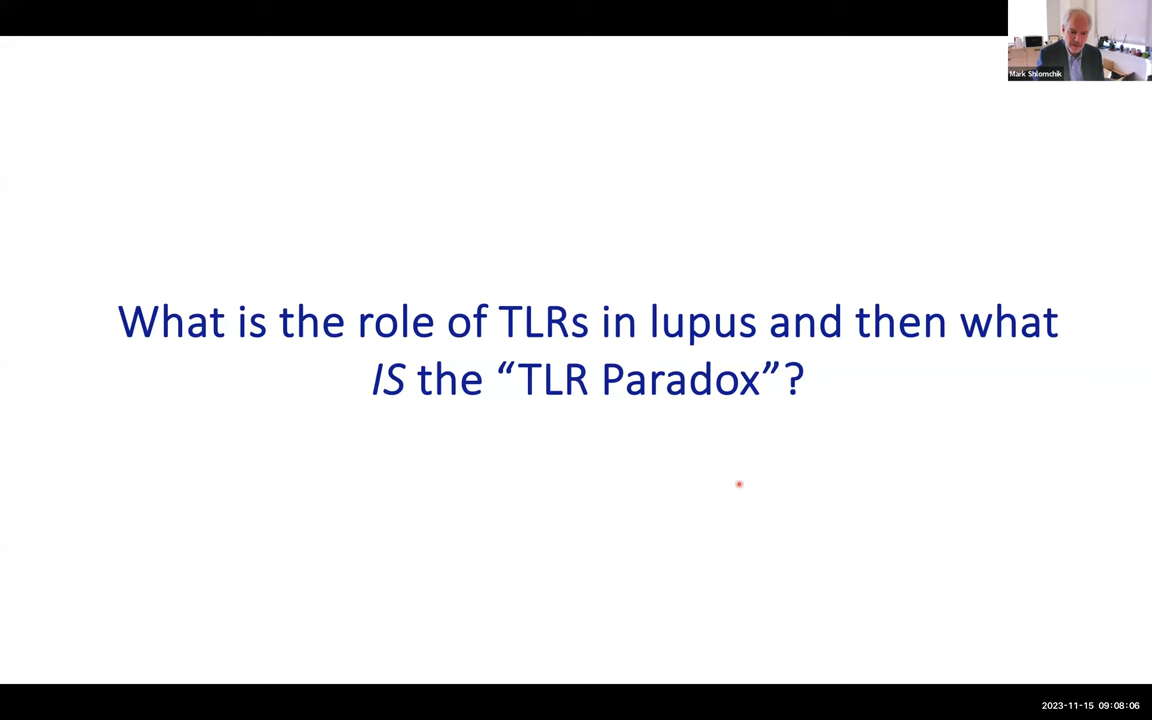 Mark Shlomchik
What is the role of TLRs in lupus and then what
IS the “TLR Paradox”?
2023-11-15 09:08:06